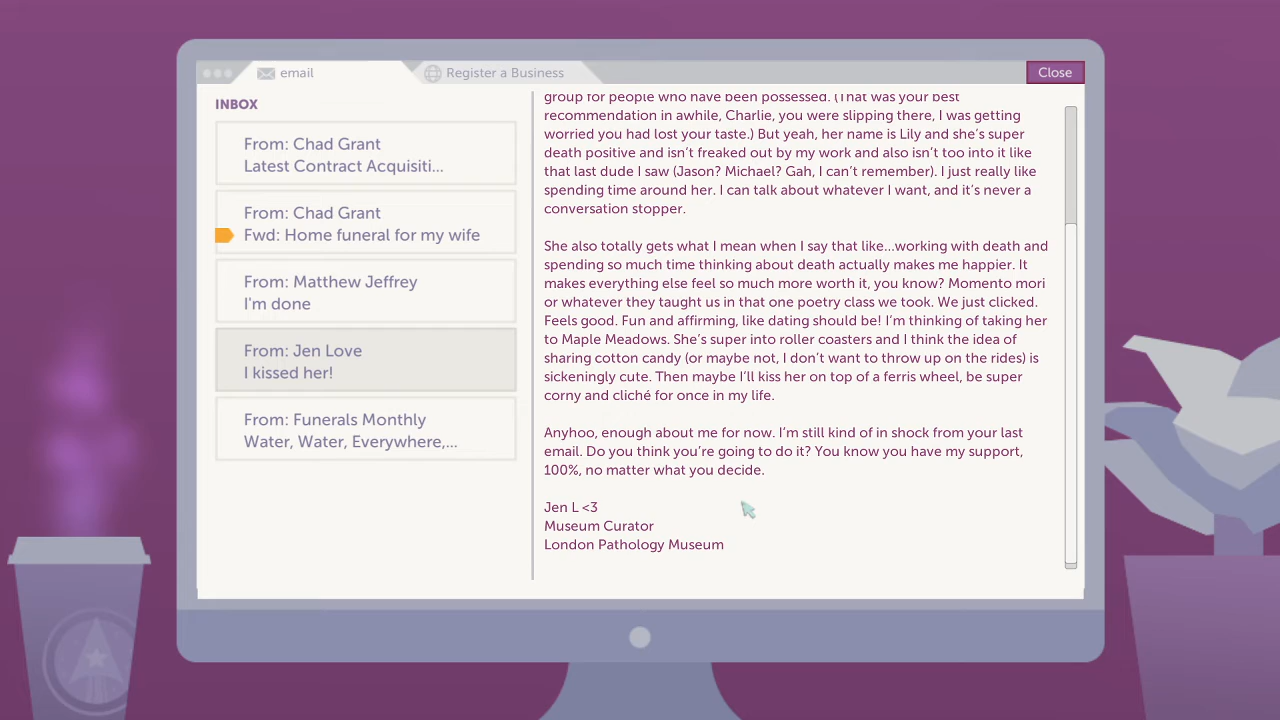 email
Register a Business
Close
INBOX
From: Chad Grant
Latest Contract Acquisiti...
From: Chad Grant
Fwd: Home funeral for my wife
From: Matthew Jeffrey
I'm done
From: Jen Love
I kissed her!
From: Funerals Monthly
Water, Water, Everywhere,...
group for people who have been possessed. (That was your best
recommendation in awhile, Charlie, you were slipping there, I was getting
worried you had lost your taste.) But yeah, her name is Lily and she's super
death positive and isn't freaked out by my work and also isn't too into it like
that last dude I saw (Jason? Michael? Gah, I can't remember). I just really like
spending time around her. I can talk about whatever I want, and it's never a
conversation stopper.
She also totally gets what I mean when I say that like...working with death and
spending so much time thinking about death actually makes me happier. It
makes everything else feel so much more worth it, you know? Momento mori
or whatever they taught us in that one poetry class we took. We just clicked.
Feels good. Fun and affirming, like dating should be! I'm thinking of taking her
to Maple Meadows. She's super into roller coasters and I think the idea of
sharing cotton candy (or maybe not, I don't want to throw up on the rides) is
sickeningly cute. Then maybe I'll kiss her on top of a ferris wheel, be super
corny and cliché for once in my life.
Anyhoo, enough about me for now. I'm still kind of in shock from your last
email. Do you think you're going to do it? You know you have my support,
100%, no matter what you decide.
Jen L <3
Museum Curator
London Pathology Museum